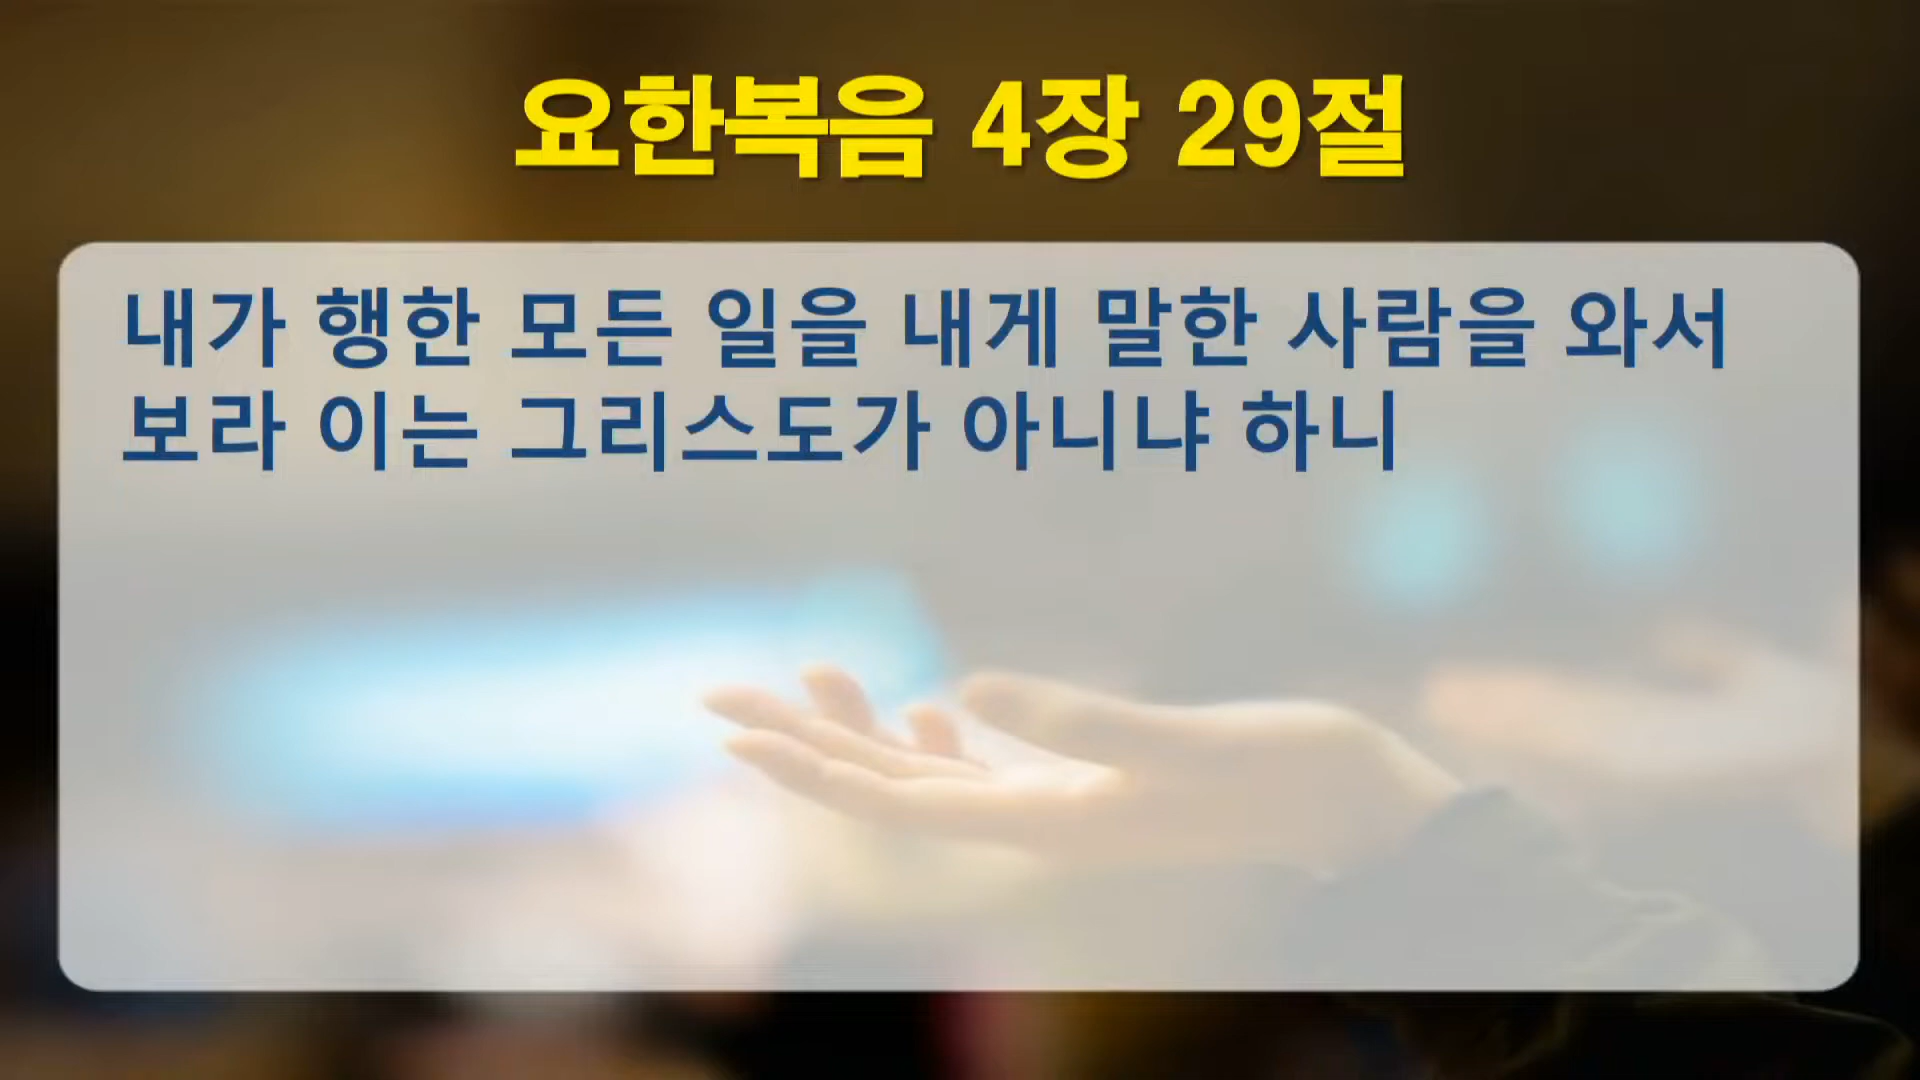 요한복음 4장 29절
내가 행한 모든 일을 내게 말한 사람을 와서
보라 이는 그리스도가 아니냐 하니